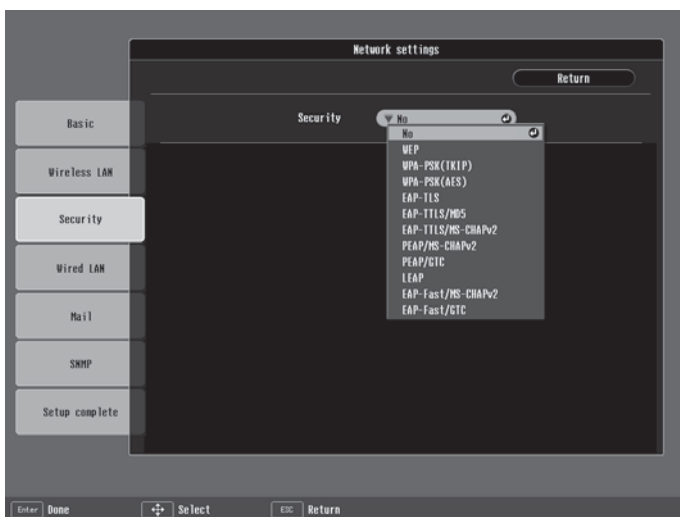 Network settings
Return
Basic
Wireless LAN
Security
Wired LAN
Mail
SNMP
Setup complete
Security
No
No
WEP
WPA-PSK(TKIP)
WPA-PSK(AES)
EAP-TLS
EAP-TTLS/MD5
EAP-TTLS/MS-CHAPv2
PEAP/MS-CHAPv2
PEAP/GTC
LEAP
EAP-Fast/MS-CHAPv2
EAP-Fast/GTC
Enter Done Select ESC Return